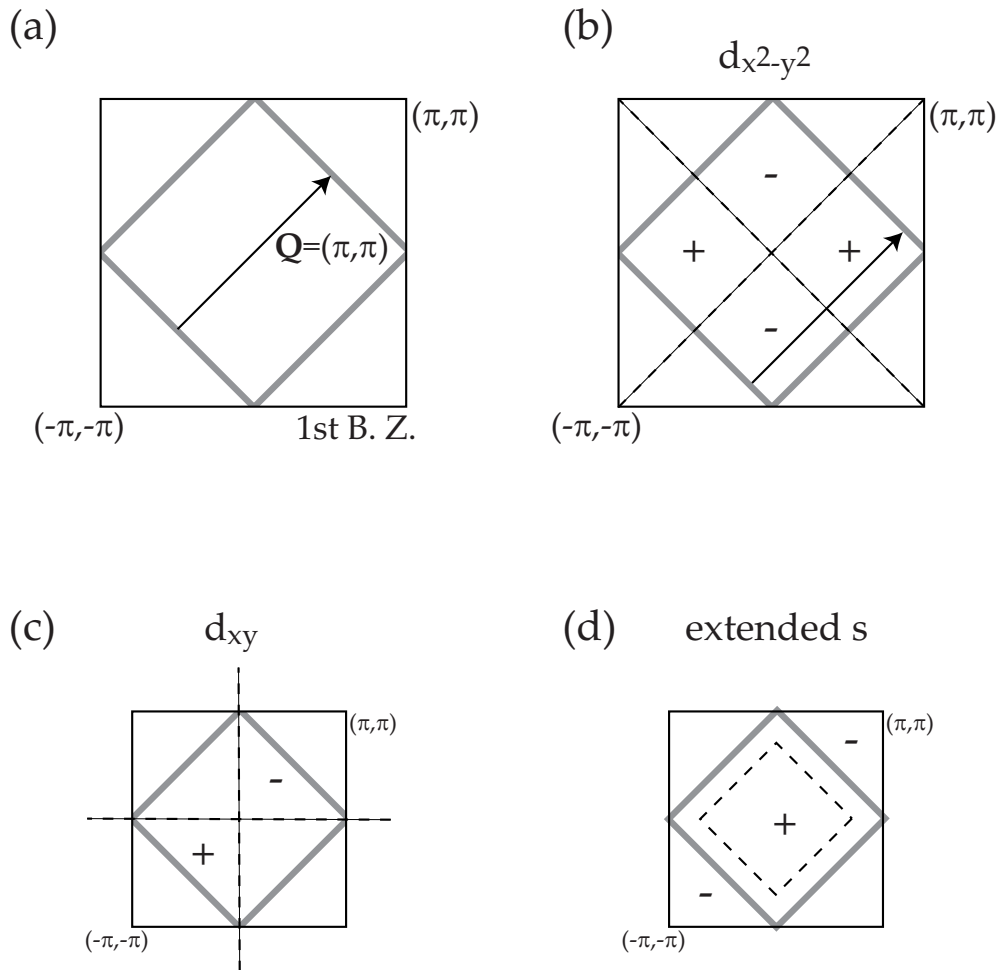 (a)
(π,π)
Q=(π,π)
(-π,-π)
1st B. Z.
(b)
dx2-y2
(π,π)
-
+ +
-
(-π,-π)
(c)
dxy
(π,π)
-
+
(-π,-π)
(d)
extended s
(π,π)
-
+
-
(-π,-π)